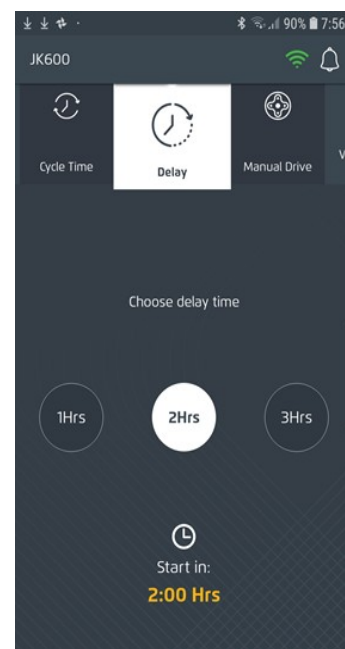 90% 7:56
JK600
Cycle Time
Delay
Manual Drive
V
Choose delay time
1Hrs
2Hrs
3Hrs
Start in:
2:00 Hrs